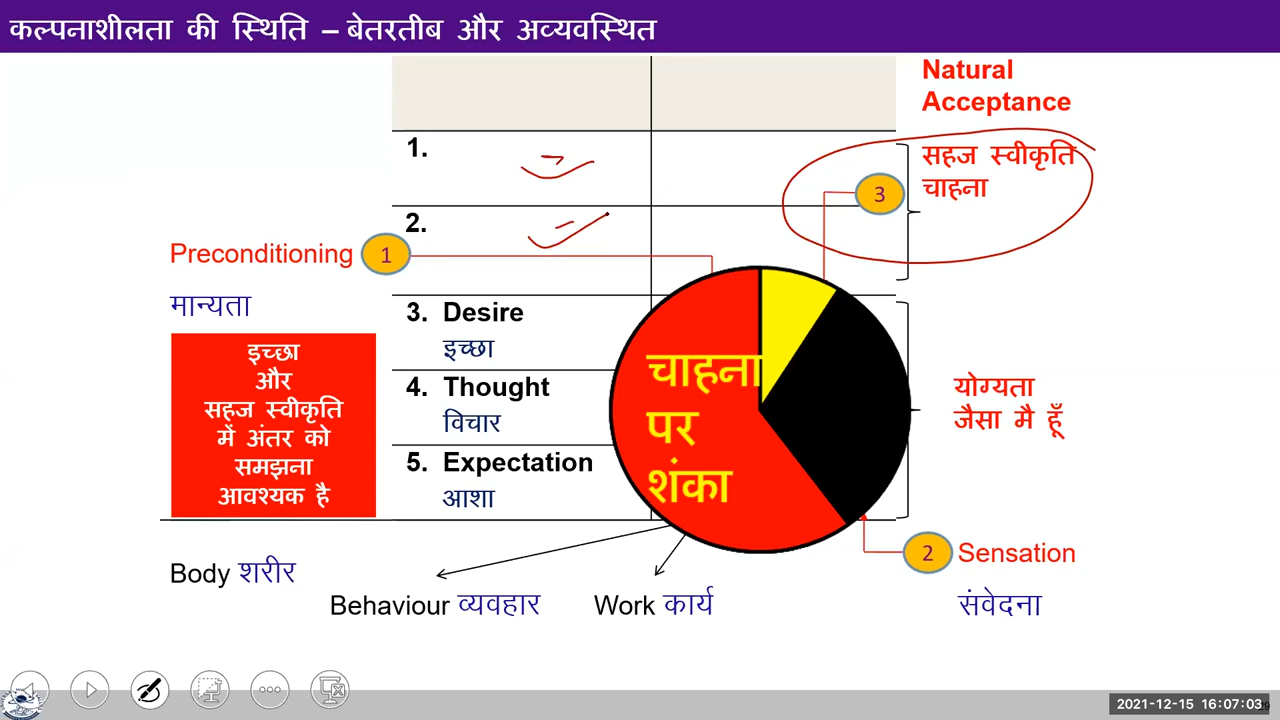 कल्पनाशीलता की स्थिति – बेतरतीब और अव्यवस्थित
Natural
Acceptance
1.
सहज स्वीकृति
चाहना
3
2.
Preconditioning
1
मान्यता
3. Desire
इच्छा
4. Thought
विचार
5. Expectation
आशा
इच्छा
और
सहज स्वीकृति
में अंतर को
समझना
आवश्यक है
चाहना
पर
शंका
योग्यता
जैसा मै हूँ
2
Sensation
संवेदना
Body शरीर
Behaviour व्यवहार
Work कार्य
2021-12-15 16:07:03